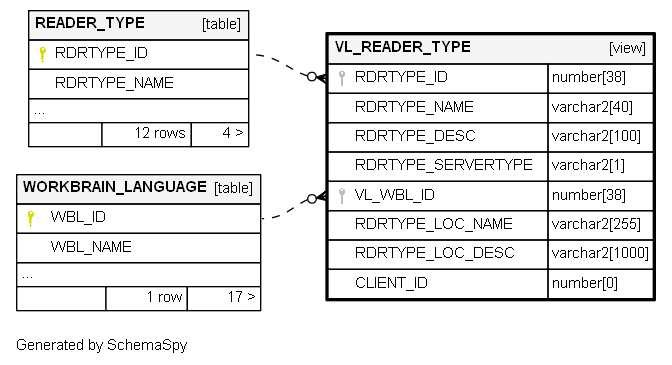 READER_TYPE [table]
RDRTYPE_ID
RDRTYPE_NAME
...
12 rows 4 >
WORKBRAIN_LANGUAGE [table]
WBL_ID
WBL_NAME
...
1 row 17 >
VL_READER_TYPE [view]
RDRTYPE_ID number[38]
RDRTYPE_NAME varchar2[40]
RDRTYPE_DESC varchar2[100]
RDRTYPE_SERVERTYPE varchar2[1]
VL_WBL_ID number[38]
RDRTYPE_LOC_NAME varchar2[255]
RDRTYPE_LOC_DESC varchar2[1000]
CLIENT_ID number[0]
Generated by SchemaSpy